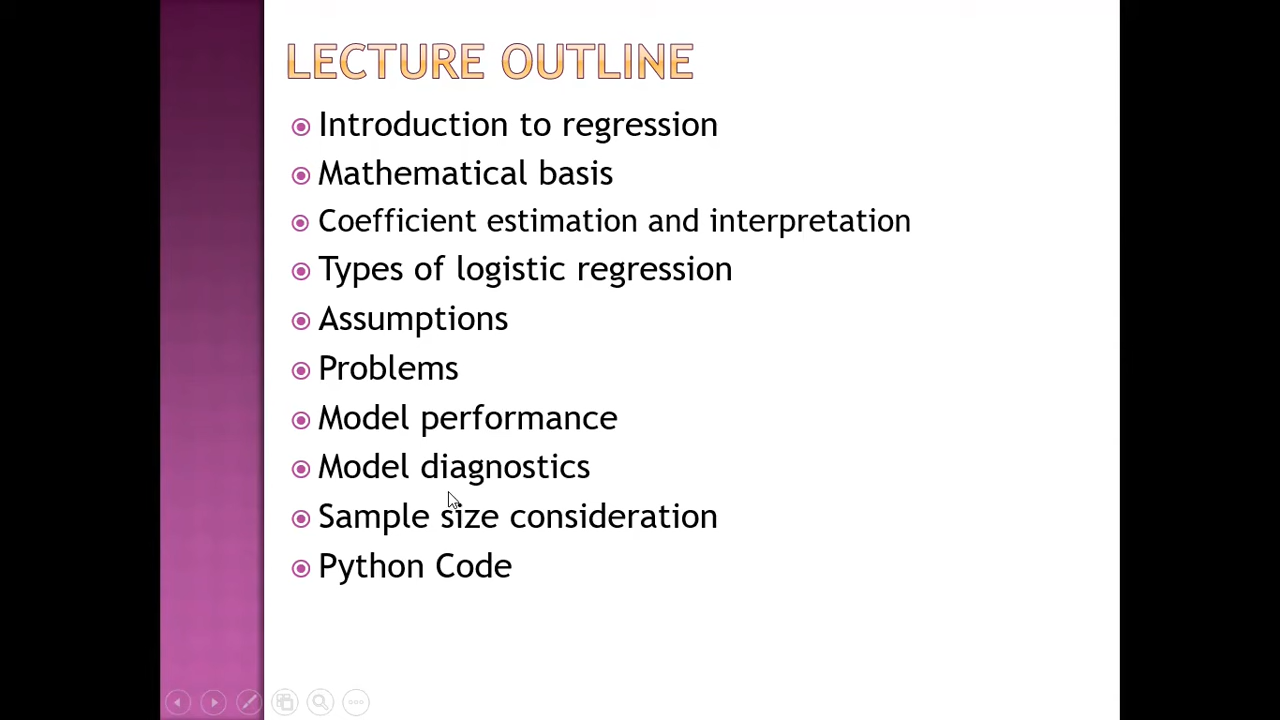 LECTURE OUTLINE
Introduction to regression
Mathematical basis
Coefficient estimation and interpretation
Types of logistic regression
Assumptions
Problems
Model performance
Model diagnostics
Sample size consideration
Python Code